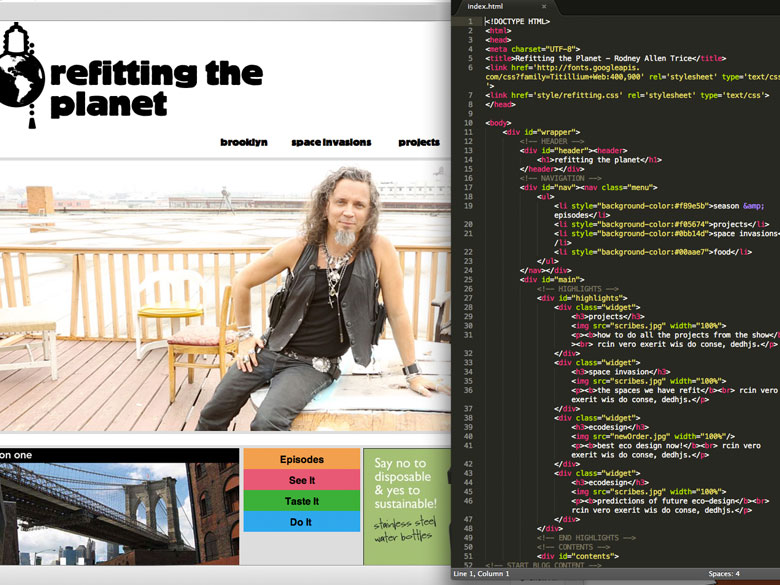 refitting the
planet
brooklyn space invasions projects
on one
Episodes
See It
Taste It
Do It
Say no to
disposable
& yes to
sustainable!
stainless steel
water bottles
index.html
1 <!DOCTYPE HTML>
2 <html>
3 <head>
4 <meta charset="UTF-8">
5 <title>Refitting the Planet - Rodney Allen Trice</title>
6 <link href='http://fonts.googleapis.
com/css?family=Titillium+Web:400,900' rel='stylesheet' type='text/css
'>
7 <link href='style/refitting.css' rel='stylesheet' type='text/css'>
8 </head>
9
10 <body>
11 <div id="wrapper">
12 <!-- HEADER -->
13 <div id="header"><header>
14 <h1>refitting the planet</h1>
15 </header></div>
16 <!-- NAVIGATION -->
17 <div id="nav"><nav class="menu">
18 <ul>
19 <li style="background-color:#f89e5b">season &amp;
episodes</li>
20 <li style="background-color:#f05674">projects</li>
21 <li style="background-color:#0bb14d">space invasions<
/li>
22 <li style="background-color:#00aae7">food</li>
23 </ul>
24 </nav></div>
25 <div id="main">
26 <!-- HIGHLIGHTS -->
27 <div id="highlights">
28 <div class="widget">
29 <h3>projects</h3>
30 <img src="scribes.jpg" width="100%">
31 <p><b>how to do all the projects from the show</b
><br> rcin vero exerit wis do conse, dedhjs.</p>
32 </div>
33 <div class="widget">
34 <h3>space invasion</h3>
35 <img src="scribes.jpg" width="100%">
36 <p><b>the spaces we have refit</b><br> rcin vero
exerit wis do conse, dedhjs.</p>
37 </div>
38 <div class="widget">
39 <h3>ecodesign</h3>
40 <img src="newOrder.jpg" width="100%"/>
41 <p><b>best eco design now!</b><br> rcin vero
exerit wis do conse, dedhjs.</p>
42 </div>
43 <div class="widget">
44 <h3>ecodesign</h3>
45 <img src="scribes.jpg" width="100%">
46 <p><b>predictions of future eco-design</b><br>
rcin vero exerit wis do conse, dedhjs.</p>
47 </div>
48 </div>
49 <!-- END HIGHLIGHTS -->
50 <!-- CONTENTS -->
51 <div id="contents">
52 <!-- START BLOG CONTENT -->
Line 1, Column 1 Spaces: 4